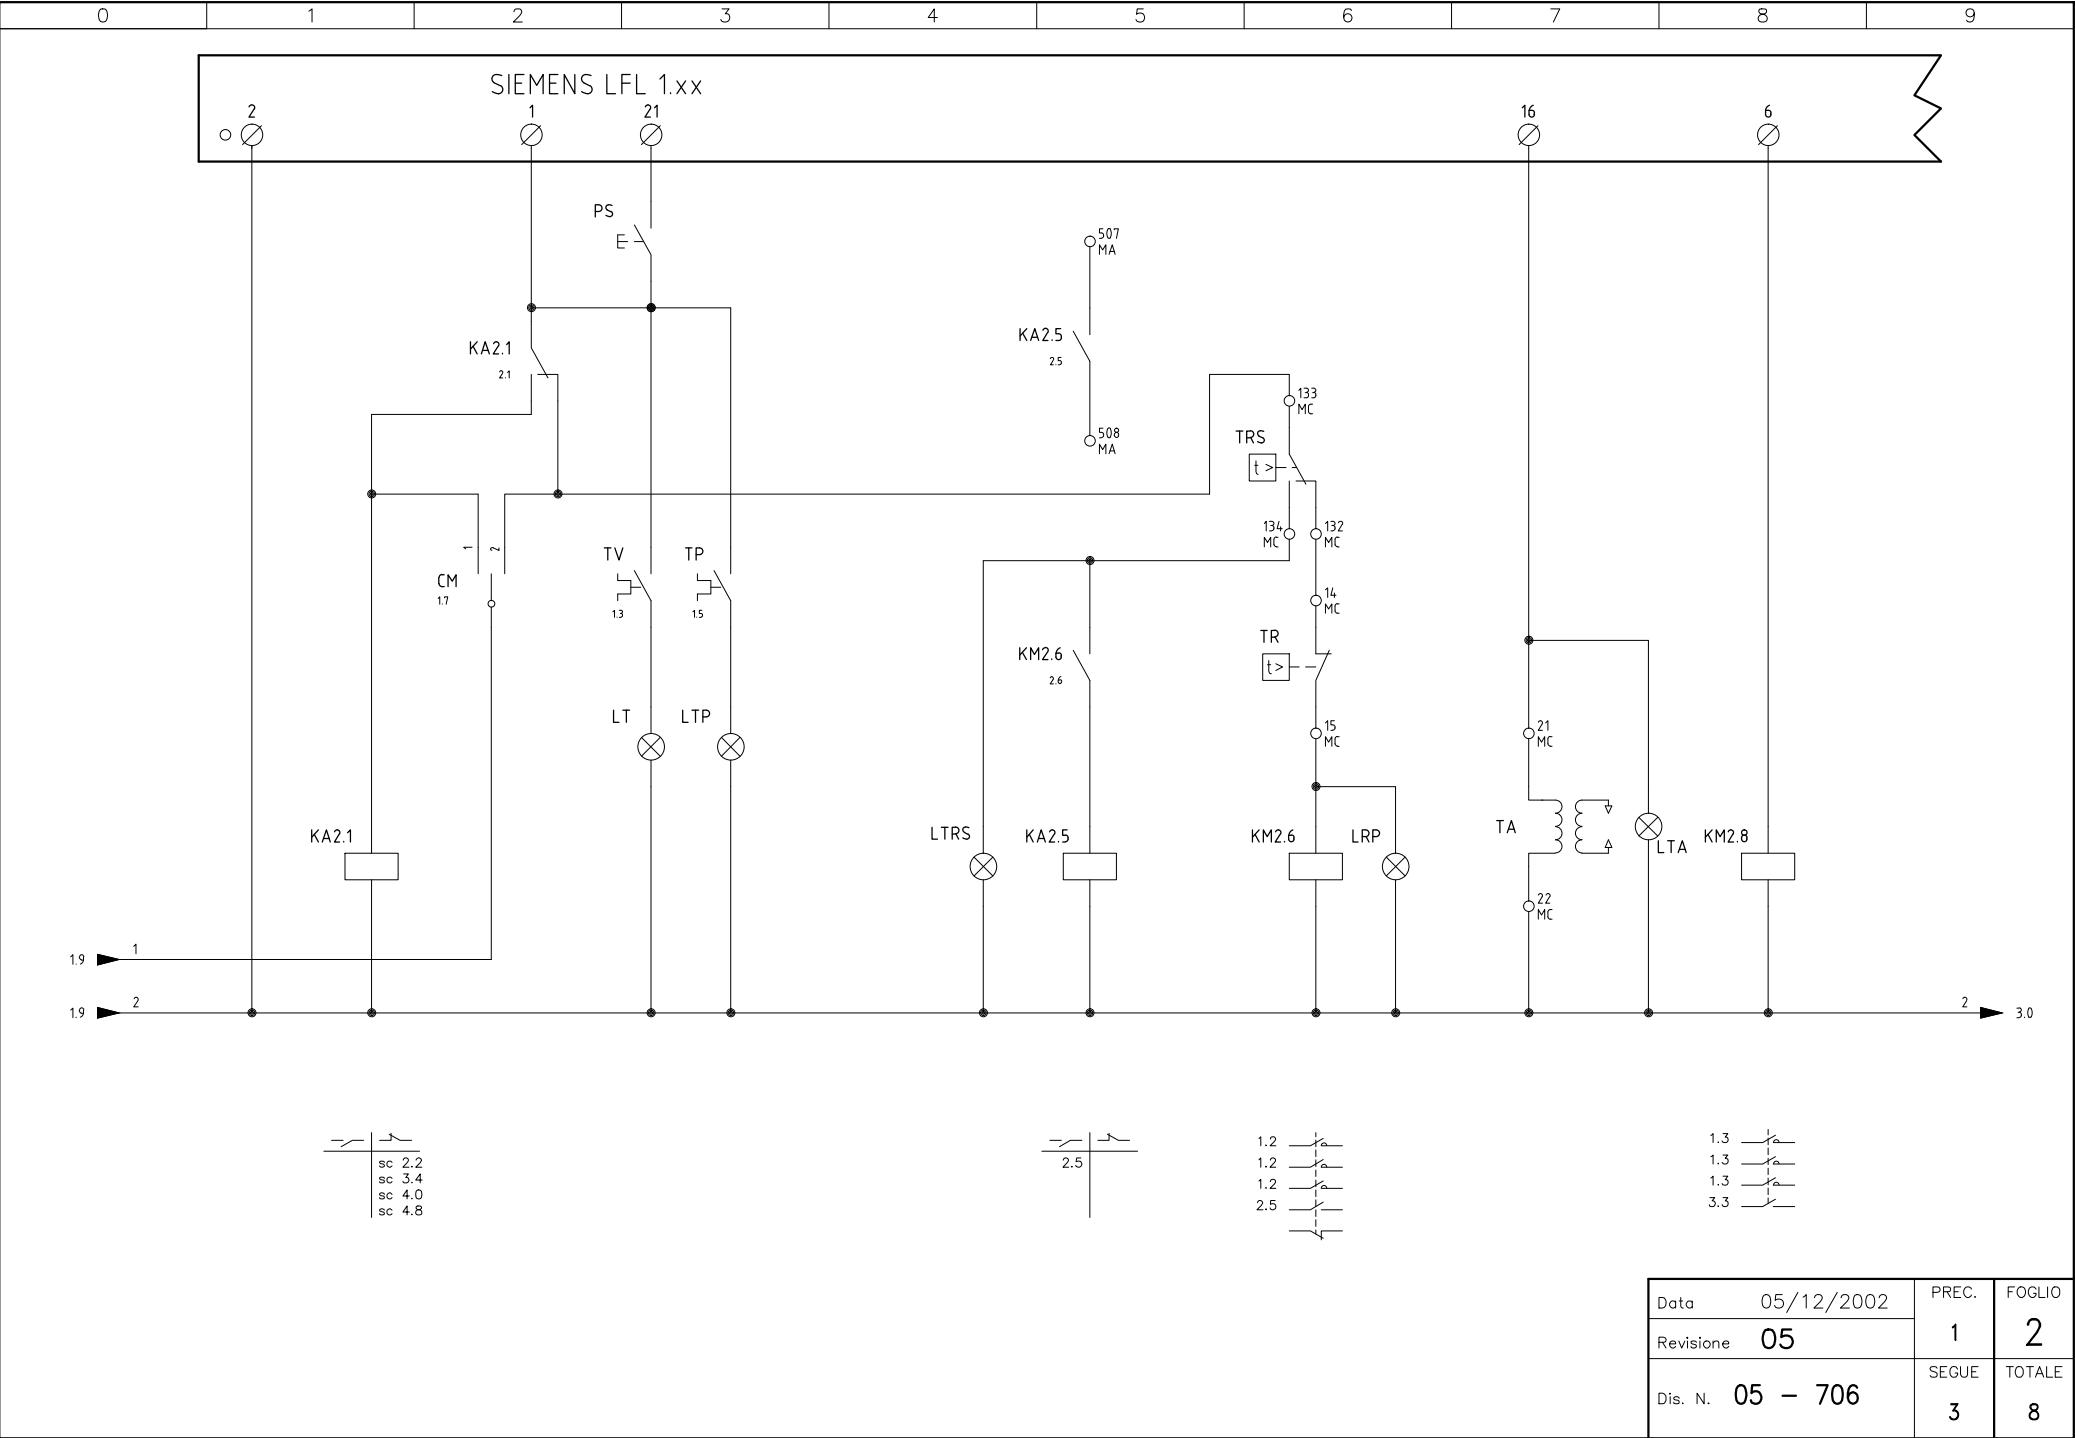 0 1 2 3 4 5 6 7 8 9
SIEMENS LFL 1.xx
2 1 21 16 6
PS
507
MA
KA2.1
2.1
KA2.5
2.5
133
MC
508
MA
TRS
t >
134
MC
132
MC
1 2
CM
1.7
TV
1.3
TP
1.5
14
MC
KM2.6
2.6
TR
t>
LT LTP
15
MC
21
MC
KA2.1
LTRS
KA2.5
KM2.6
LRP
TA
LTA
KM2.8
22
MC
1.9 1
1.9 2
2 3.0
sc 2.2
sc 3.4
sc 4.0
sc 4.8
2.5
1.2
1.2
1.2
2.5
1.3
1.3
1.3
3.3
Data 05/12/2002
Revisione 05
Dis. N. 05 - 706
PREC.
1
FOGLIO
2
SEGUE
3
TOTALE
8